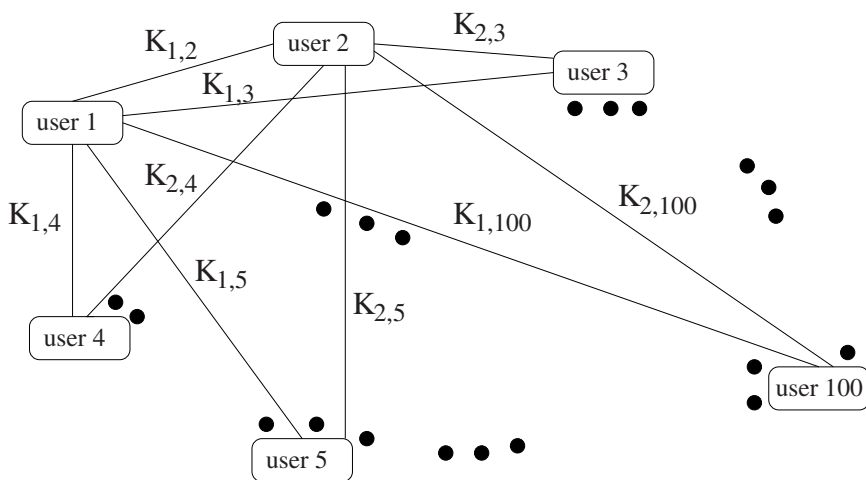 K1,2
user 2
K2,3
user 3
K1,3
user 1
K2,4
K1,4
K1,100
K2,100
K1,5
K2,5
user 4
user 100
user 5